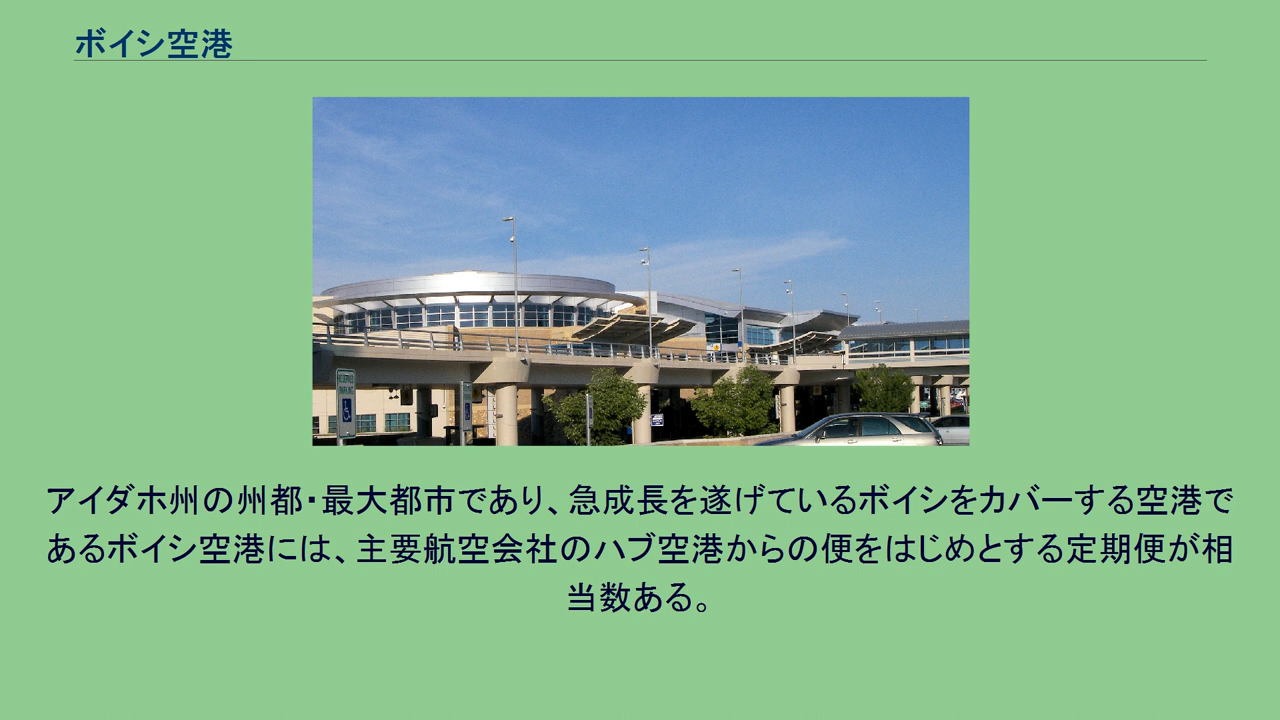 ボイシ空港
RESERVED
PARKING
アイダホ州の州都・最大都市であり、急成長を遂げているボイシをカバーする空港で
あるボイシ空港には、主要航空会社のハブ空港からの便をはじめとする定期便が相
当数ある。